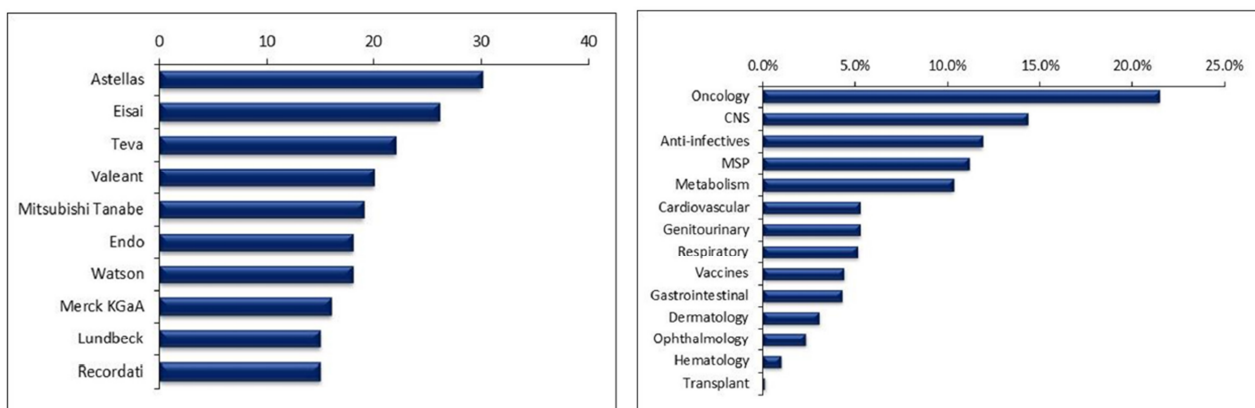 0 10 20 30 40
Astellas
Eisai
Teva
Valeant
Mitsubishi Tanabe
Endo
Watson
Merck KGaA
Lundbeck
Recordati
0.0% 5.0% 10.0% 15.0% 20.0% 25.0%
Oncology
CNS
Anti-infectives
MSP
Metabolism
Cardiovascular
Genitourinary
Respiratory
Vaccines
Gastrointestinal
Dermatology
Ophthalmology
Hematology
Transplant